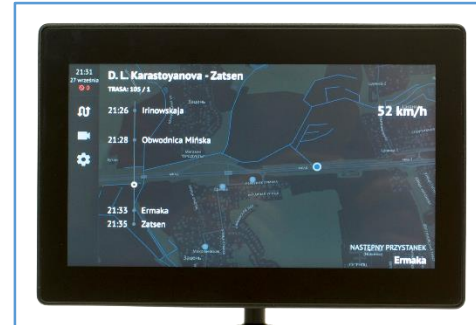 21:31
27 września
0
D. L. Karastoyanova - Zatsen
TRASA: 105 / 1
21:26 Irinowskaja
21:28 Obwodnica Mińska
21:33 Ermaka
21:35 Zatsen
52 km/h
NASTĘPNY PRZYSTANEK
Ermaka